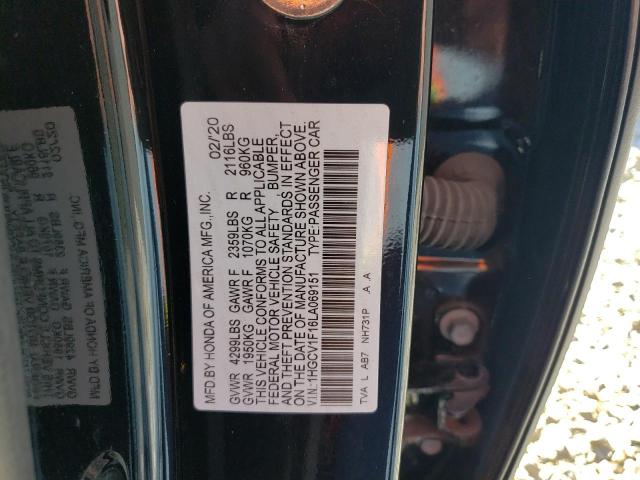 MFD BY HONDA OF AMERICA MFG.,INC. 02/'20
GVWR 4299LBS GAWR F 2359LBS R 2116LBS
GVWR 1950KG GAWR F 1070KG R 960KG
THIS VEHICLE CONFORMS TO ALL APPLICABLE
FEDERAL MOTOR VEHICLE SAFETY, BUMPER,
AND THEFT PREVENTION STANDARDS IN EFFECT
ON THE DATE OF MANUFACTURE SHOWN ABOVE.
V.I.N.:1HGCV1F16LA069151 TYPE:PASSENGER CAR
TVA L AB7 NH731P A .A